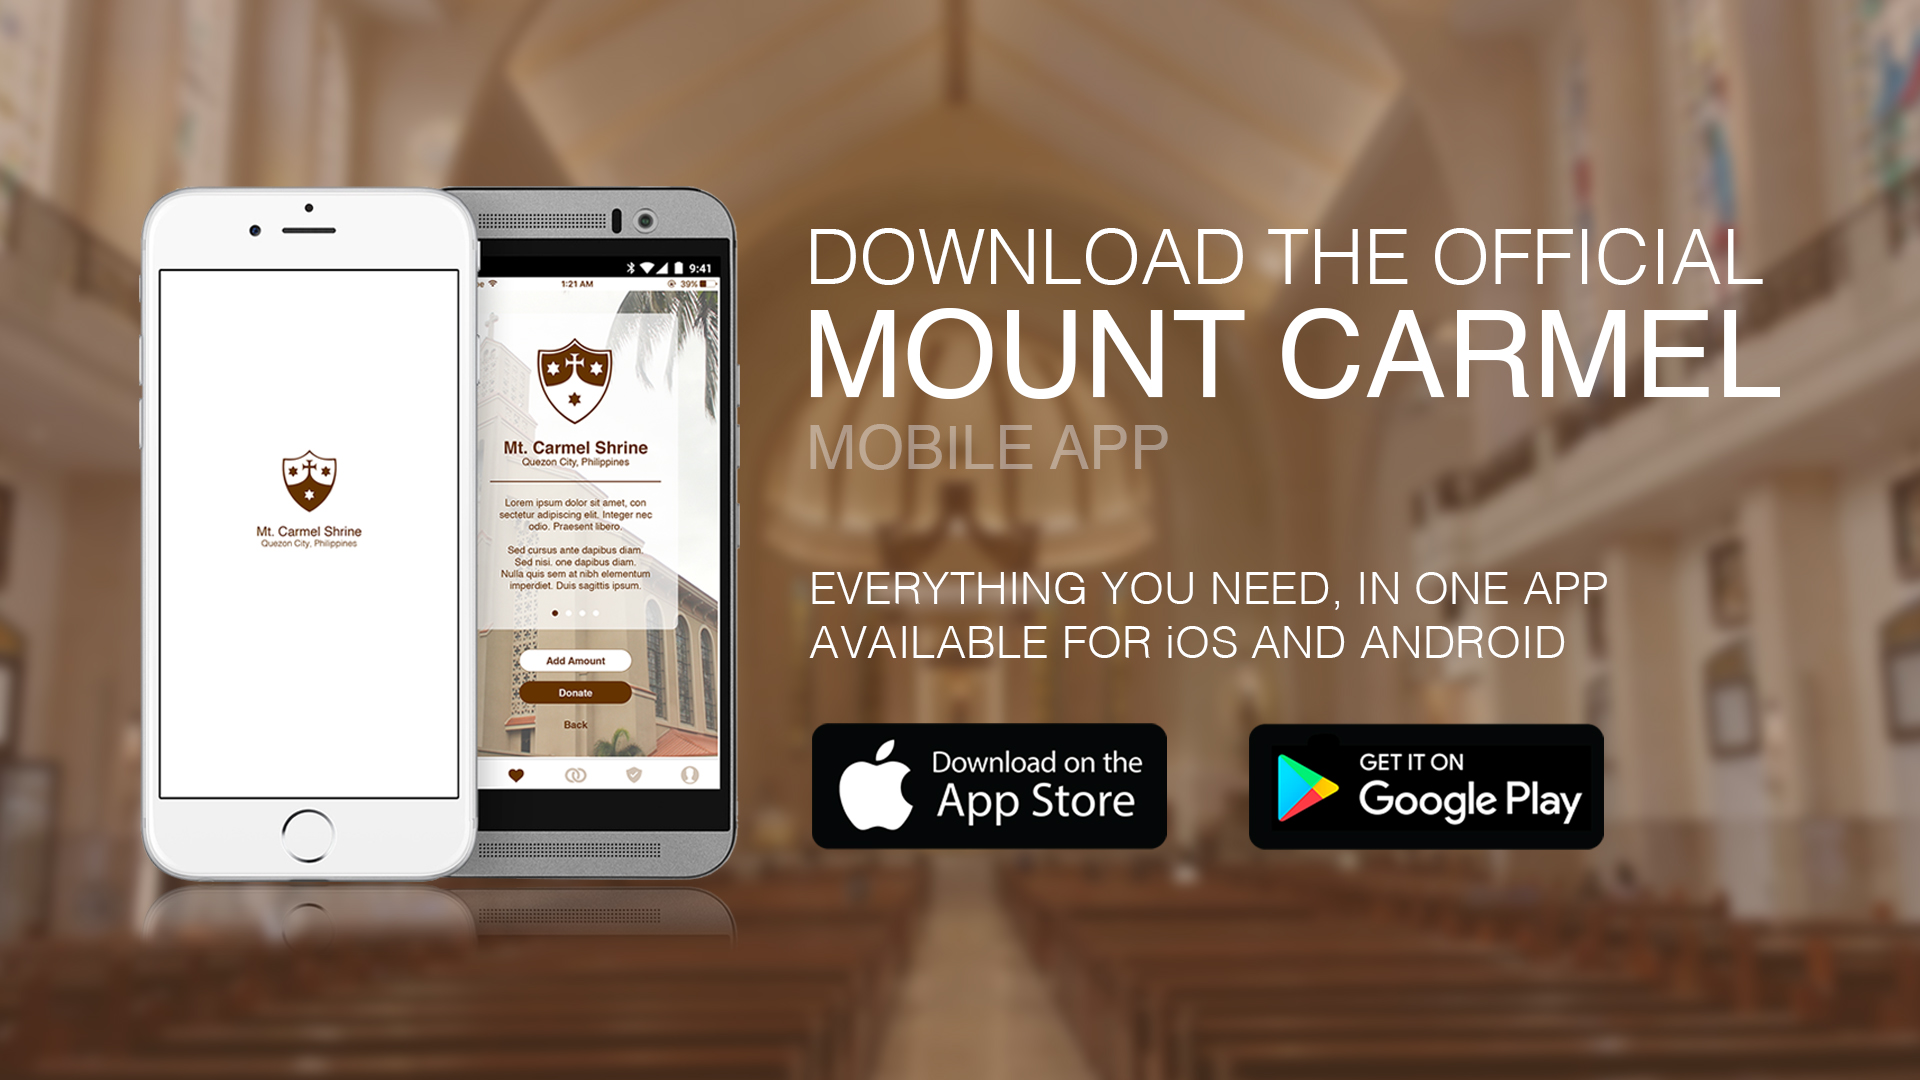 Mt. Carmel Shrine
Quezon City, Philippines
9:41
1:21 AM
39%
Mt. Carmel Shrine
Quezon City, Philippines
Lorem ipsum dolor sit amet, con
sectetur adipiscing elit. Integer nec
odio. Praesent libero.
Sed cursus ante dapibus diam.
Sed nisi. one dapibus diam.
Nulla quis sem at nibh elementum
imperdiet. Duis sagittis ipsum.
Add Amount
Donate
Back
DOWNLOAD THE OFFICIAL
MOUNT CARMEL
MOBILE APP
EVERYTHING YOU NEED, IN ONE APP
AVAILABLE FOR iOS AND ANDROID
Download on the
App Store
GET IT ON
Google Play